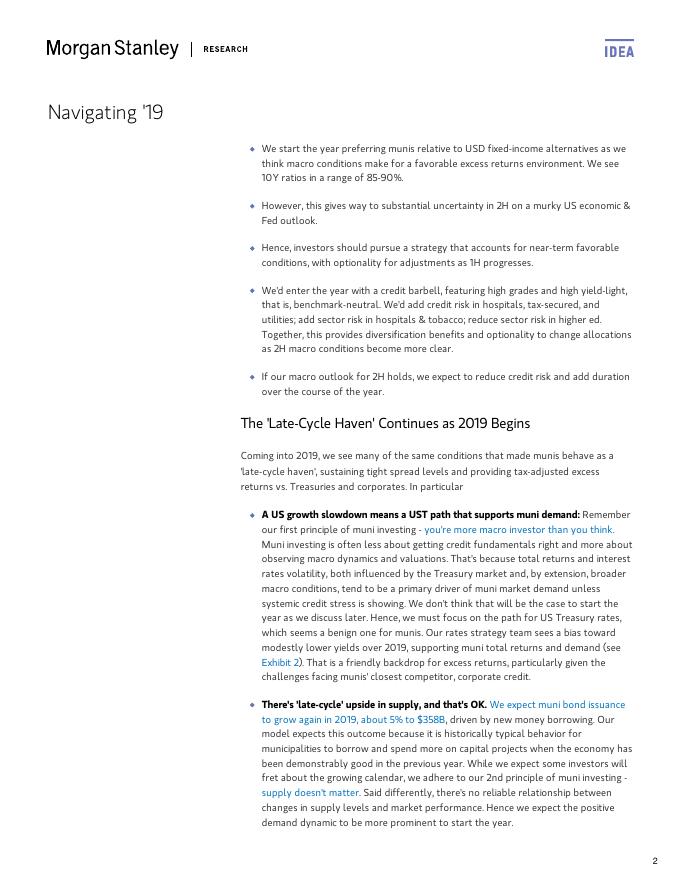 Morgan Stanley | RESEARCH
IDEA
Navigating '19
◆ We start the year preferring munis relative to USD fixed-income alternatives as we
think macro conditions make for a favorable excess returns environment. We see
10Y ratios in a range of 85-90%.
◆ However, this gives way to substantial uncertainty in 2H on a murky US economic &
Fed outlook.
◆ Hence, investors should pursue a strategy that accounts for near-term favorable
conditions, with optionality for adjustments as 1H progresses.
◆ We'd enter the year with a credit barbell, featuring high grades and high yield-light,
that is, benchmark-neutral. We'd add credit risk in hospitals, tax-secured, and
utilities; add sector risk in hospitals & tobacco; reduce sector risk in higher ed.
Together, this provides diversification benefits and optionality to change allocations
as 2H macro conditions become more clear.
◆ If our macro outlook for 2H holds, we expect to reduce credit risk and add duration
over the course of the year.
The 'Late-Cycle Haven' Continues as 2019 Begins
Coming into 2019, we see many of the same conditions that made munis behave as a
'late-cycle haven', sustaining tight spread levels and providing tax-adjusted excess
returns vs. Treasuries and corporates. In particular
◆ A US growth slowdown means a UST path that supports muni demand: Remember
our first principle of muni investing - you're more macro investor than you think.
Muni investing is often less about getting credit fundamentals right and more about
observing macro dynamics and valuations. That's because total returns and interest
rates volatility, both influenced by the Treasury market and, by extension, broader
macro conditions, tend to be a primary driver of muni market demand unless
systemic credit stress is showing. We don't think that will be the case to start the
year as we discuss later. Hence, we must focus on the path for US Treasury rates,
which seems a benign one for munis. Our rates strategy team sees a bias toward
modestly lower yields over 2019, supporting muni total returns and demand (see
Exhibit 2). That is a friendly backdrop for excess returns, particularly given the
challenges facing munis' closest competitor, corporate credit.
◆ There's 'late-cycle' upside in supply, and that's OK. We expect muni bond issuance
to grow again in 2019, about 5% to $358B, driven by new money borrowing. Our
model expects this outcome because it is historically typical behavior for
municipalities to borrow and spend more on capital projects when the economy has
been demonstrably good in the previous year. While we expect some investors will
fret about the growing calendar, we adhere to our 2nd principle of muni investing -
supply doesn't matter. Said differently, there's no reliable relationship between
changes in supply levels and market performance. Hence we expect the positive
demand dynamic to be more prominent to start the year.
2